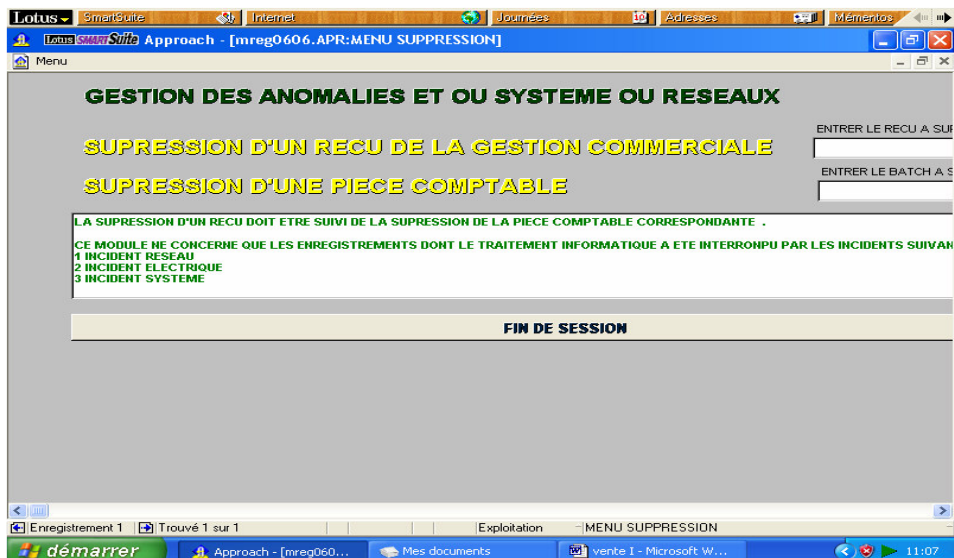 Lotus SmartSuite Internet Journées 10 Adresses Mémentos
Lotus SMARTSuite Approach - [mreg0606.APR:MENU SUPPRESSION]
Menu
GESTION DES ANOMALIES ET OU SYSTEME OU RESEAUX
ENTRER LE RECU A SUP
SUPRESSION D'UN RECU DE LA GESTION COMMERCIALE
ENTRER LE BATCH A S
SUPRESSION D'UNE PIECE COMPTABLE
LA SUPRESSION D'UN RECU DOIT ETRE SUIVI DE LA SUPRESSION DE LA PIECE COMPTABLE CORRESPONDANTE .
CE MODULE NE CONCERNE QUE LES ENREGISTREMENTS DONT LE TRAITEMENT INFORMATIQUE A ETE INTERRONPU PAR LES INCIDENTS SUIVAN
1 INCIDENT RESEAU
2 INCIDENT ELECTRIQUE
3 INCIDENT SYSTEME
FIN DE SESSION
Enregistrement 1 Trouvé 1 sur 1 Exploitation MENU SUPPRESSION
démarrer Approach - [mreg060... Mes documents vente I - Microsoft W... 11:07